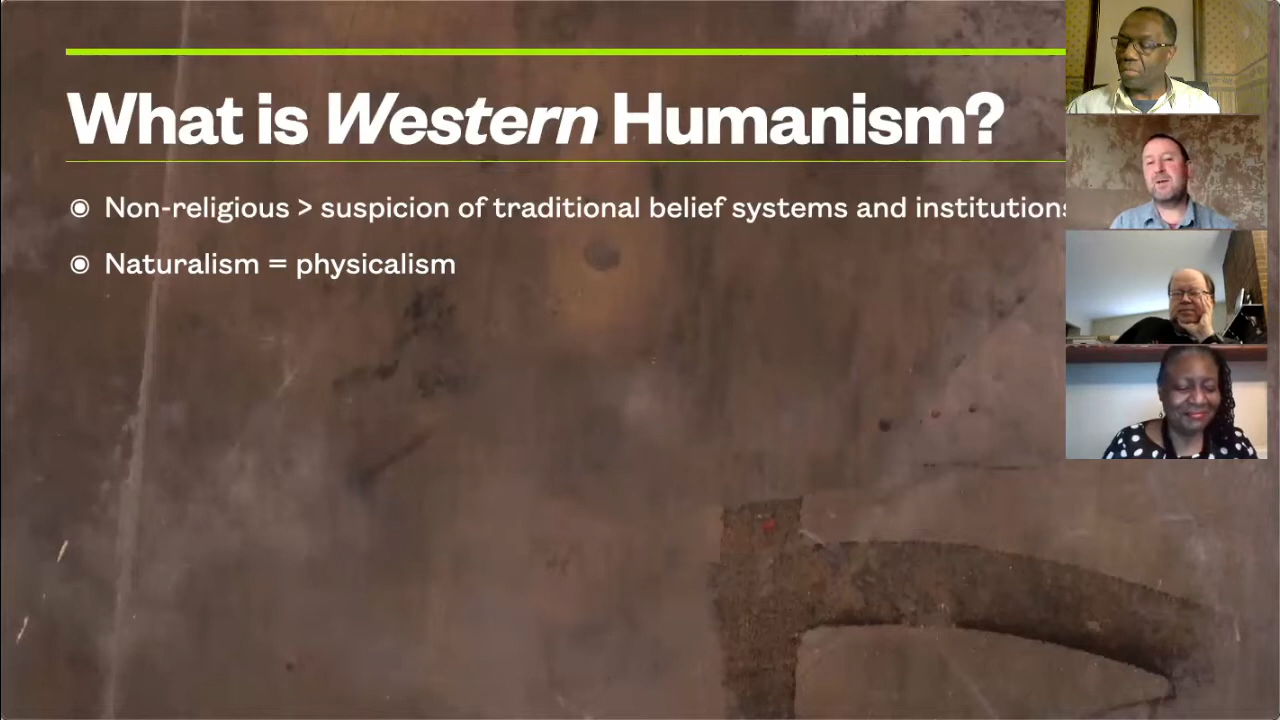 What is Western Humanism?
Non-religious > suspicion of traditional belief systems and institutions
Naturalism = physicalism